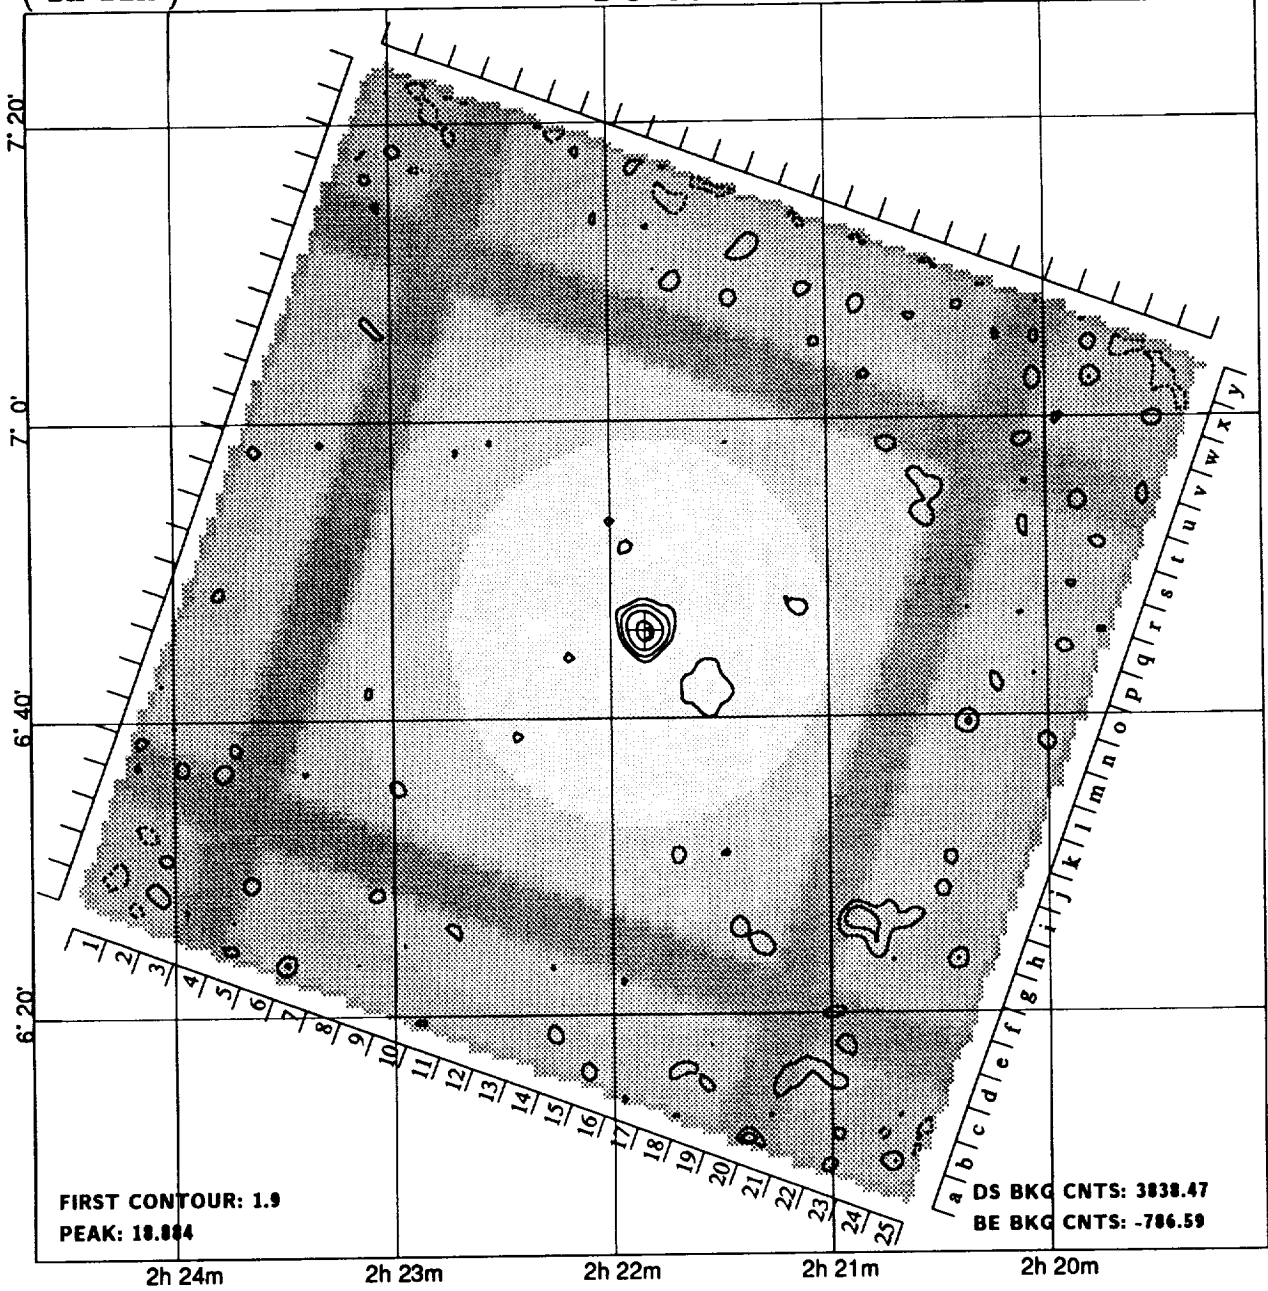 7° 20'
7° 0'
6° 40'
6° 20'
y
x
w
v
u
t
s
r
q
p
o
n
m
l
k
j
i
h
g
f
e
d
c
b
a
1
2
3
4
5
6
7
8
9
10
11
12
13
14
15
16
17
18
19
20
21
22
23
24
25
FIRST CONTOUR: 1.9
PEAK: 18.884
DS BKG CNTS: 3838.47
BE BKG CNTS: -786.59
2h 24m
2h 23m
2h 22m
2h 21m
2h 20m